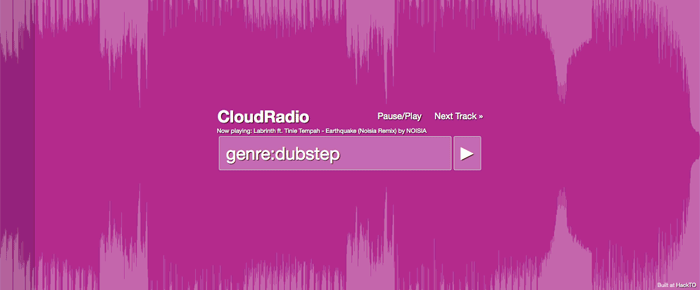 CloudRadio
Pause/Play
Next Track »
Now playing: Labrinth ft. Tinie Tempah - Earthquake (Noisia Remix) by NOISIA
genre:dubstep
Built at HackTO